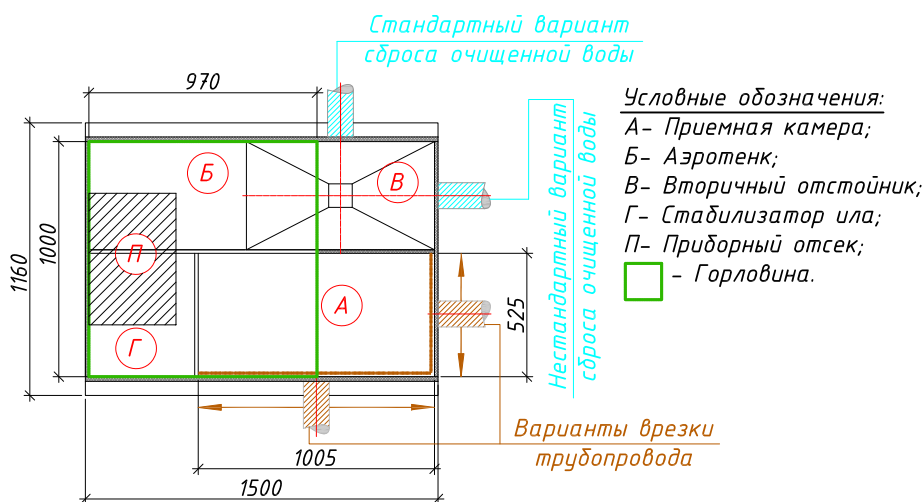 Стандартный вариант
сброса очищенной воды
970
Условные обозначения:
А- Приемная камера;
Б- Аэротенк;
В- Вторичный отстойник;
Г- Стабилизатор ила;
П- Приборный отсек;
- Горловина.
Нестандартный вариант
сброса очищенной воды
Б
В
П
А
Г
1160
1000
525
Варианты врезки
трубопровода
1005
1500